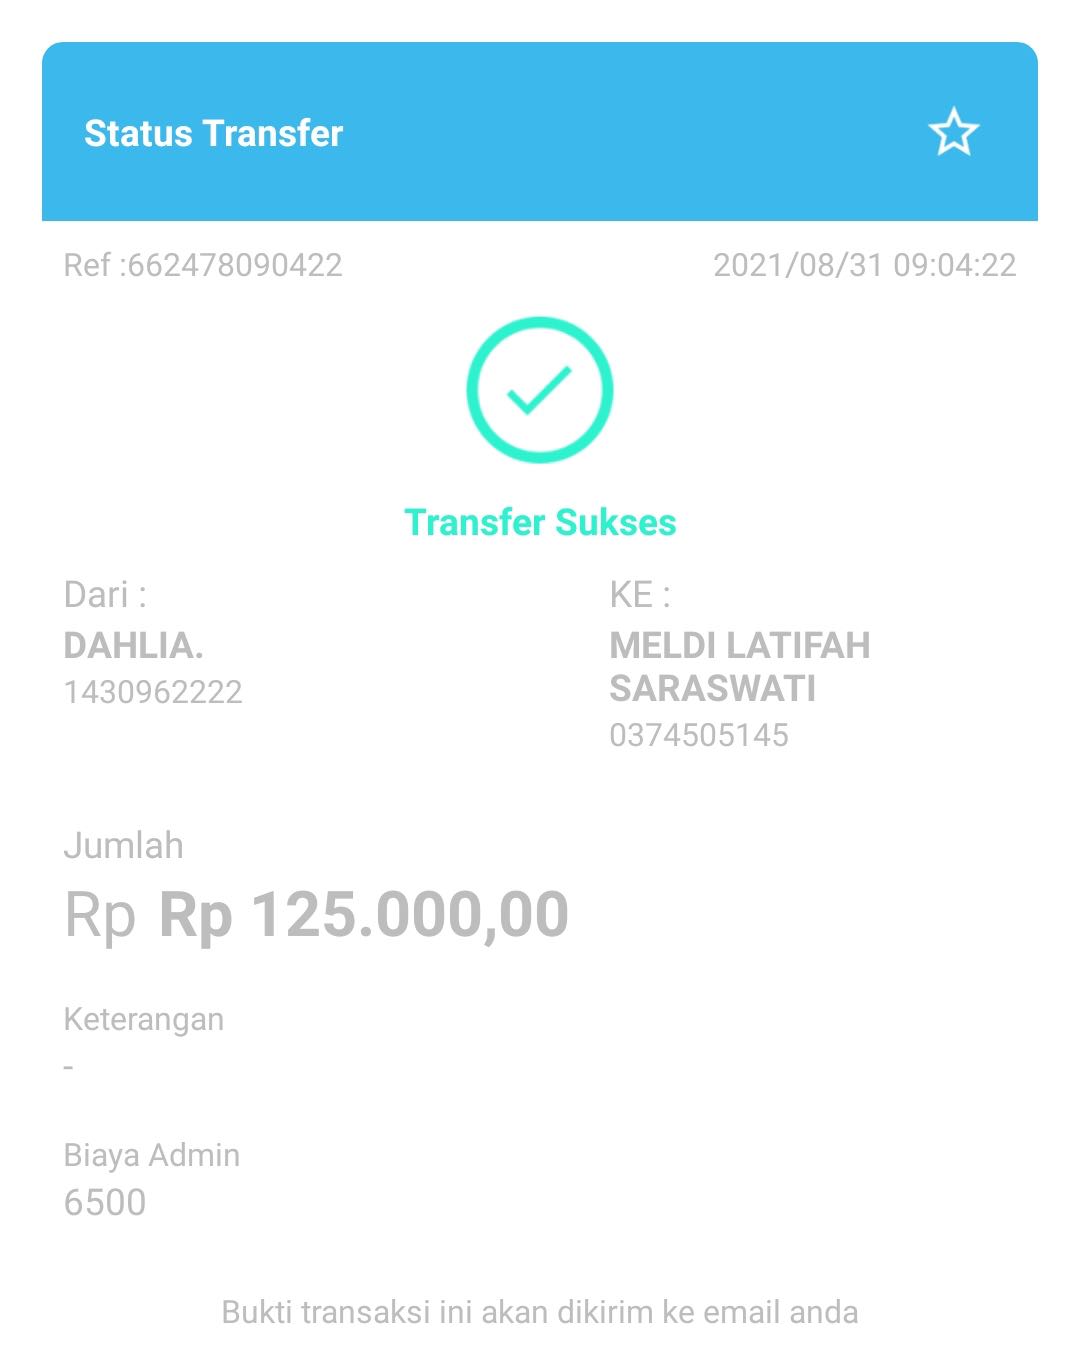 Status Transfer
Ref :662478090422
2021/08/31 09:04:22
Transfer Sukses
Dari :
DAHLIA.
1430962222
KE :
MELDI LATIFAH
SARASWATI
0374505145
Jumlah
Rp Rp 125.000,00
Keterangan
-
Biaya Admin
6500
Bukti transaksi ini akan dikirim ke email anda